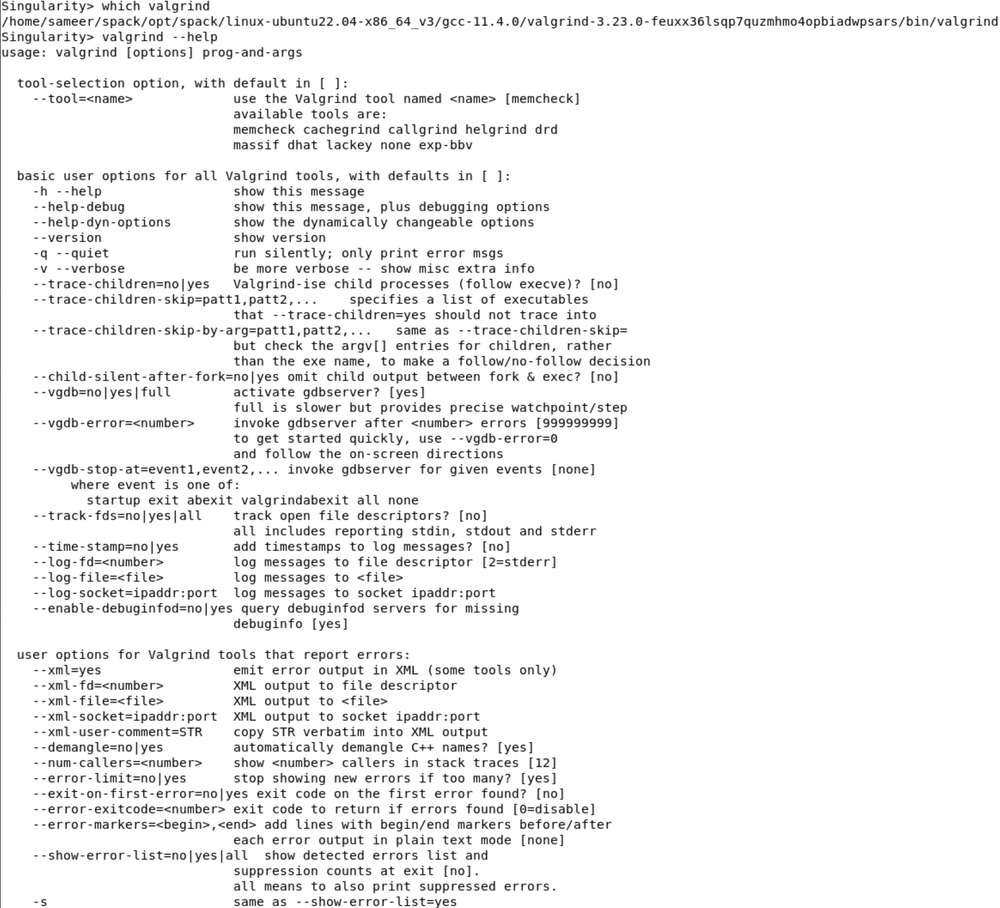 Singularity> which valgrind
/home/sameer/spack/opt/spack/linux-ubuntu22.04-x86_64_v3/gcc-11.4.0/valgrind-3.23.0-feuxx36lsqp7quzmhmo4opbiadwpsars/bin/valgrind
Singularity> valgrind --help
usage: valgrind [options] prog-and-args

  tool-selection option, with default in [ ]:
    --tool=<name>             use the Valgrind tool named <name> [memcheck]
                              available tools are:
                              memcheck cachegrind callgrind helgrind drd
                              massif dhat lackey none exp-bbv

  basic user options for all Valgrind tools, with defaults in [ ]:
    -h --help                 show this message
    --help-debug              show this message, plus debugging options
    --help-dyn-options        show the dynamically changeable options
    --version                 show version
    -q --quiet                run silently; only print error msgs
    -v --verbose              be more verbose -- show misc extra info
    --trace-children=no|yes   Valgrind-ise child processes (follow execve)? [no]
    --trace-children-skip=patt1,patt2,...    specifies a list of executables
                              that --trace-children=yes should not trace into
    --trace-children-skip-by-arg=patt1,patt2,...   same as --trace-children-skip=
                              but check the argv[] entries for children, rather
                              than the exe name, to make a follow/no-follow decision
    --child-silent-after-fork=no|yes omit child output between fork & exec? [no]
    --vgdb=no|yes|full        activate gdbserver? [yes]
                              full is slower but provides precise watchpoint/step
    --vgdb-error=<number>     invoke gdbserver after <number> errors [999999999]
                              to get started quickly, use --vgdb-error=0
                              and follow the on-screen directions
    --vgdb-stop-at=event1,event2,... invoke gdbserver for given events [none]
         where event is one of:
           startup exit abexit valgrindabexit all none
    --track-fds=no|yes|all    track open file descriptors? [no]
                              all includes reporting stdin, stdout and stderr
    --time-stamp=no|yes       add timestamps to log messages? [no]
    --log-fd=<number>         log messages to file descriptor [2=stderr]
    --log-file=<file>         log messages to <file>
    --log-socket=ipaddr:port  log messages to socket ipaddr:port
    --enable-debuginfod=no|yes query debuginfod servers for missing
                              debuginfo [yes]

  user options for Valgrind tools that report errors:
    --xml=yes                 emit error output in XML (some tools only)
    --xml-fd=<number>         XML output to file descriptor
    --xml-file=<file>         XML output to <file>
    --xml-socket=ipaddr:port  XML output to socket ipaddr:port
    --xml-user-comment=STR    copy STR verbatim into XML output
    --demangle=no|yes         automatically demangle C++ names? [yes]
    --num-callers=<number>    show <number> callers in stack traces [12]
    --error-limit=no|yes      stop showing new errors if too many? [yes]
    --exit-on-first-error=no|yes exit code on the first error found? [no]
    --error-exitcode=<number> exit code to return if errors found [0=disable]
    --error-markers=<begin>,<end> add lines with begin/end markers before/after
                              each error output in plain text mode [none]
    --show-error-list=no|yes|all  show detected errors list and
                              suppression counts at exit [no].
                              all means to also print suppressed errors.
    -s                        same as --show-error-list=yes